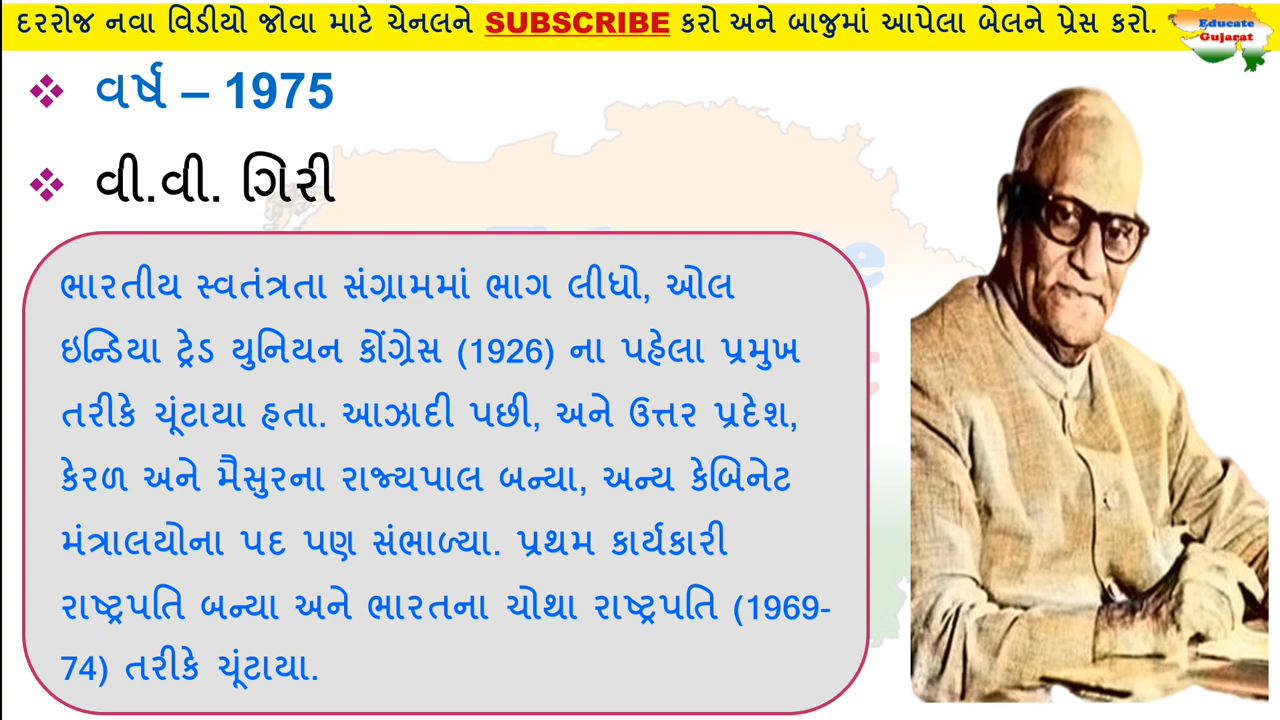 દરરોજ નવા વિડીયો જોવા માટે ચેનલને SUBSCRIBE કરો અને બાજુમાં આપેલા બેલને પ્રેસ કરો.
Educate
Gujarat
❖ વર્ષ – 1975
❖ વી.વી. ગિરી
ભારતીય સ્વતંત્રતા સંગ્રામમાં ભાગ લીધો, ઓલ
ઇન્ડિયા ટ્રેડ યુનિયન કોંગ્રેસ (1926) ના પહેલા પ્રમુખ
તરીકે ચૂંટાયા હતા. આઝાદી પછી, અને ઉત્તર પ્રદેશ,
કેરળ અને મૈસુરના રાજ્યપાલ બન્યા, અન્ય કેબિનેટ
મંત્રાલયોના પદ પણ સંભાળ્યા. પ્રથમ કાર્યકારી
રાષ્ટ્રપતિ બન્યા અને ભારતના ચોથા રાષ્ટ્રપતિ (1969-
74) તરીકે ચૂંટાયા.